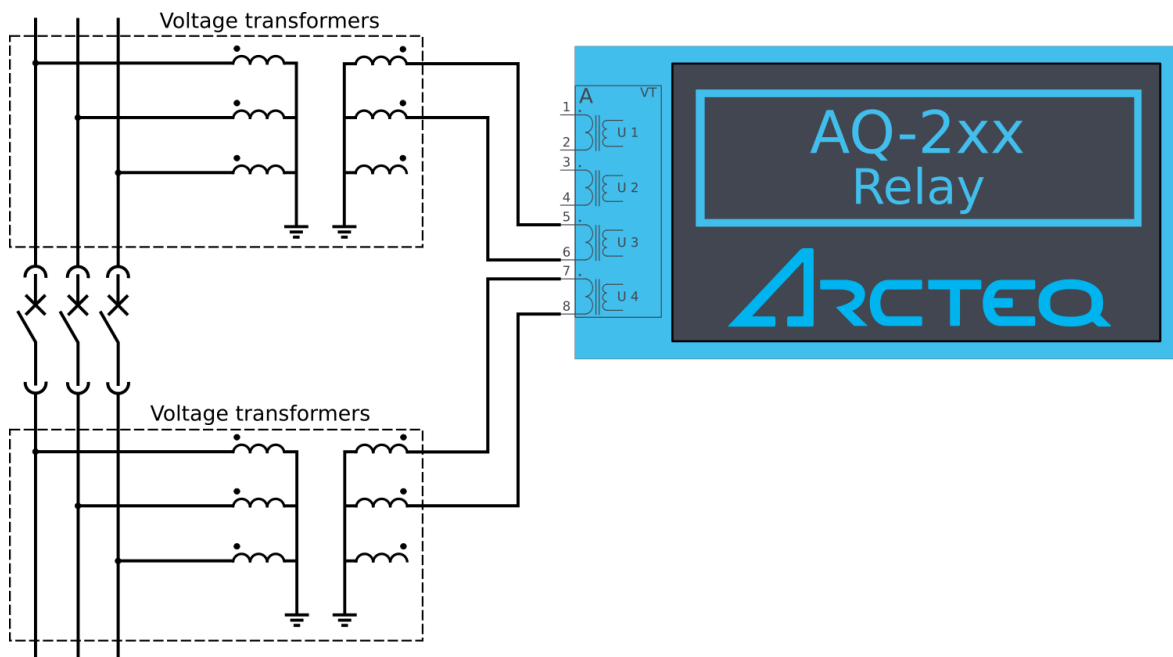 Voltage transformers
A VT
1
U 1
2
3
U 2
4
5
U 3
6
7
U 4
8
AQ-2xx
Relay
ARCTEQ
Voltage transformers